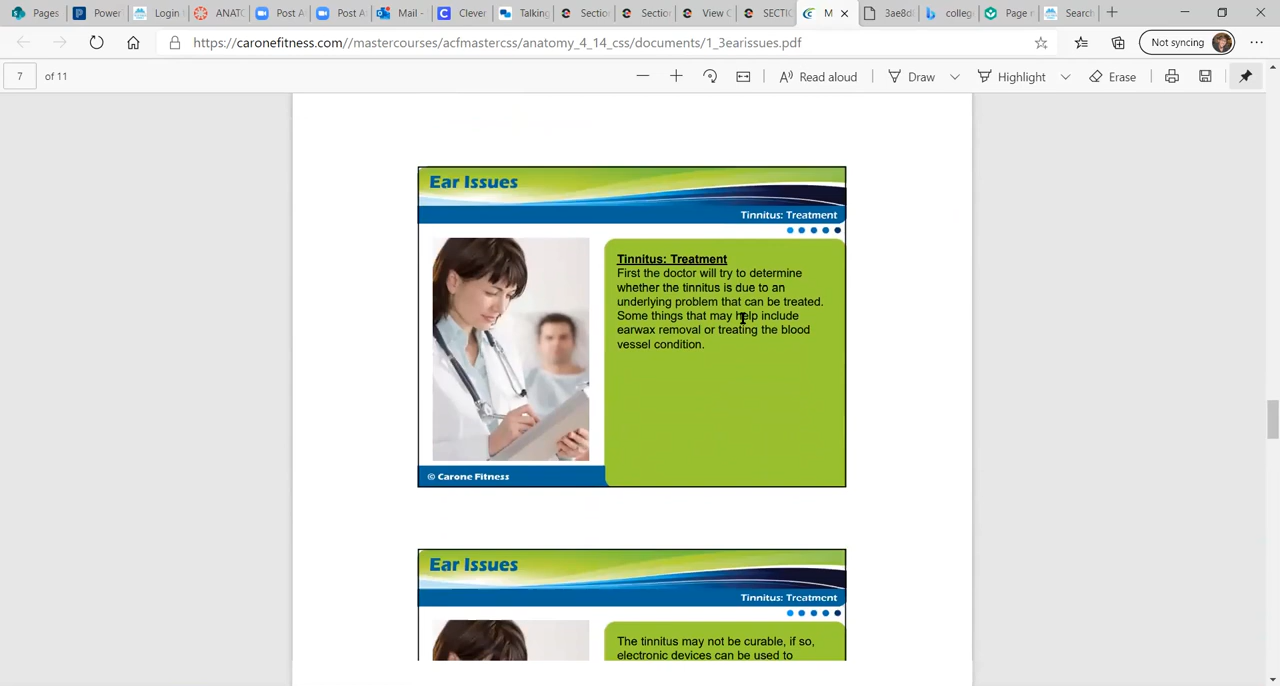 Pages
Power
Login
ANAT
Post A
Post A
Mail -
Clever
Talking
Section
Section
View C
SECTIO
M
3ae8d
colleg
Page n
Search
https://caronefitness.com//mastercourses/acfmastercss/anatomy_4_14_css/documents/1_3earissues.pdf
Not syncing
7 of 11
Read aloud
Draw
Highlight
Erase
Ear Issues
Tinnitus: Treatment
Tinnitus: Treatment
First the doctor will try to determine
whether the tinnitus is due to an
underlying problem that can be treated.
Some things that may help include
earwax removal or treating the blood
vessel condition.
© Carone Fitness
Ear Issues
Tinnitus: Treatment
The tinnitus may not be curable, if so,
electronic devices can be used to